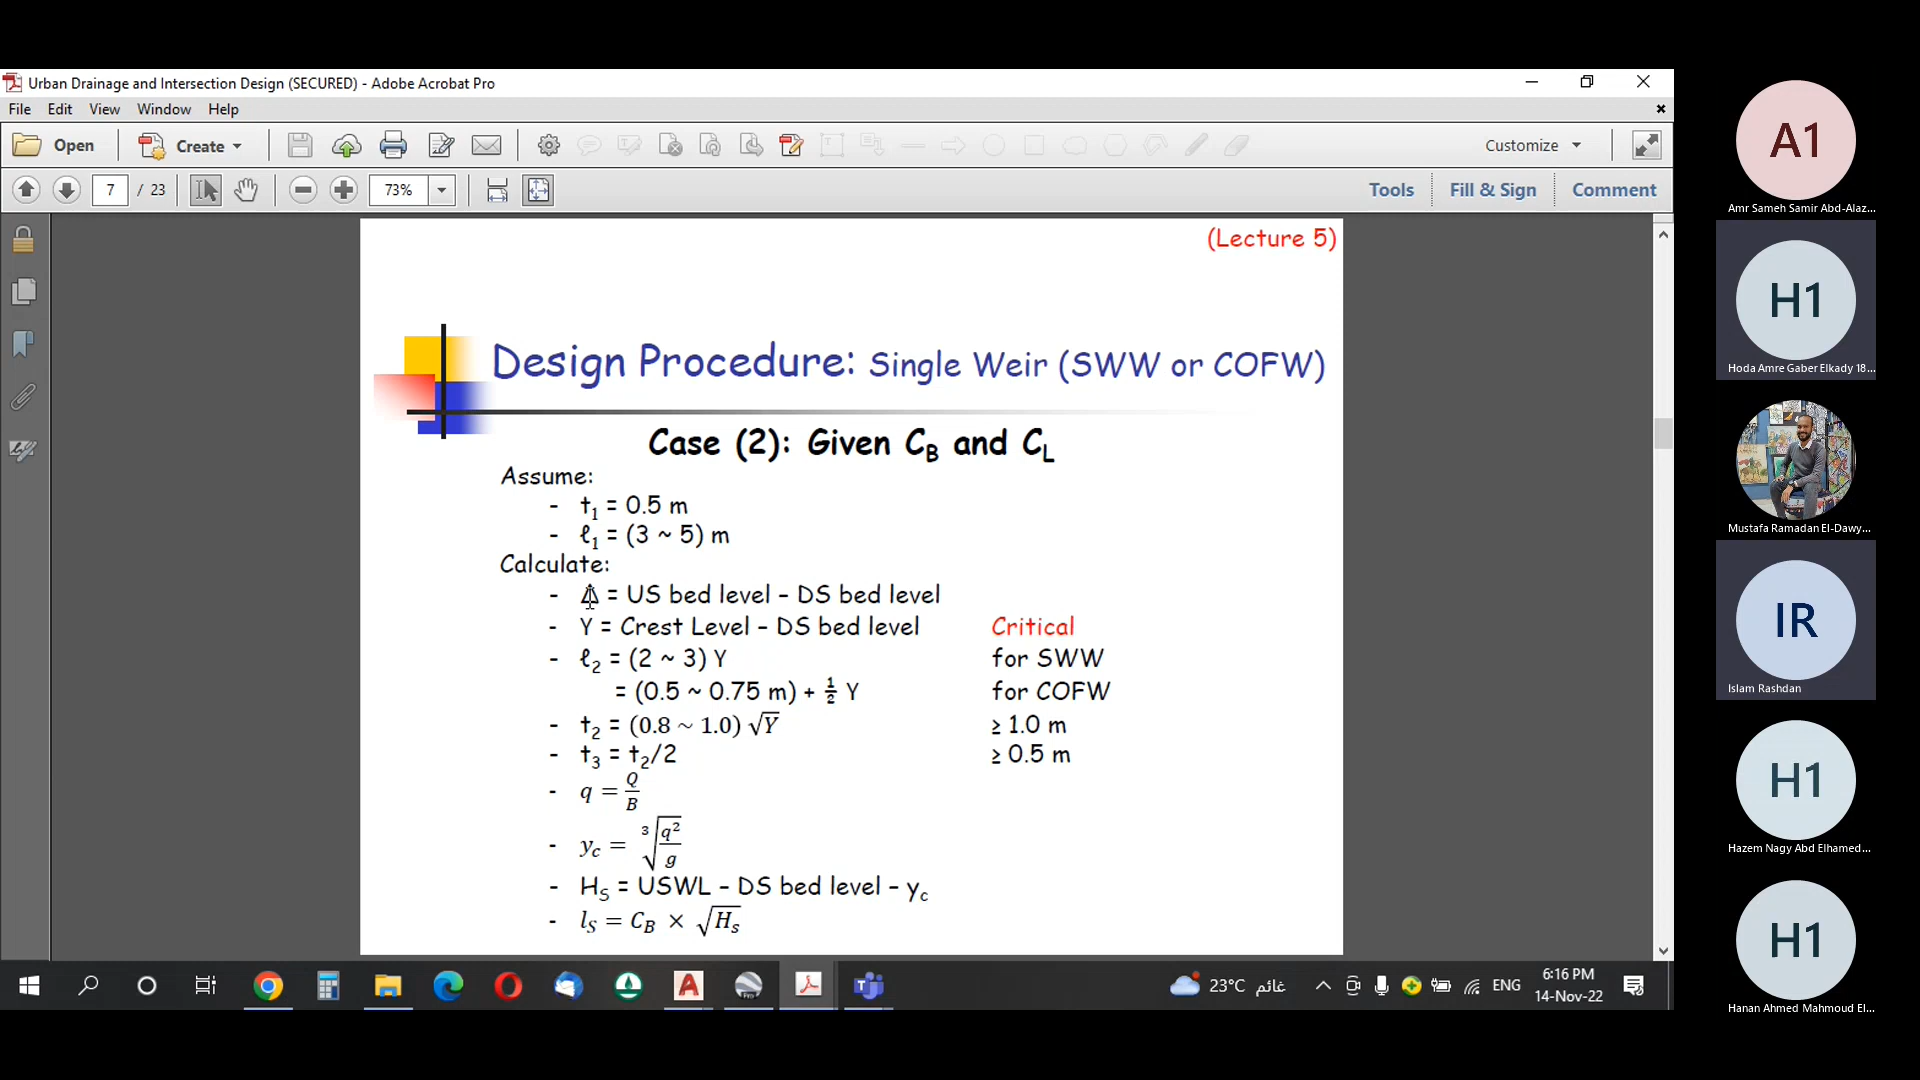 Urban Drainage and Intersection Design (SECURED) - Adobe Acrobat Pro
File Edit View Window Help
Open Create Customize
7 / 23 73% Tools Fill & Sign Comment
(Lecture 5)
Design Procedure: Single Weir (SWW or COFW)
Case (2): Given C_B and C_L
Assume:
- t₁ = 0.5 m
- ℓ₁ = (3 ~ 5) m
Calculate:
- Δ = US bed level – DS bed level
- Y = Crest Level – DS bed level Critical
- ℓ₂ = (2 ~ 3) Y for SWW
= (0.5 ~ 0.75 m) + ½ Y for COFW
- t₂ = (0.8 ~ 1.0) √Y ≥ 1.0 m
- t₃ = t₂/2 ≥ 0.5 m
- q = Q/B
- y_c = ∛(q²/g)
- H_S = USWL – DS bed level – y_c
- l_S = C_B × √H_s
A1
Amr Sameh Samir Abd-Alaz...
H1
Hoda Amre Gaber Elkady 18...
Mustafa Ramadan El-Dawy...
IR
Islam Rashdan
H1
Hazem Nagy Abd Elhamed...
H1
Hanan Ahmed Mahmoud El...
23°C غائم ENG 6:16 PM
14-Nov-22